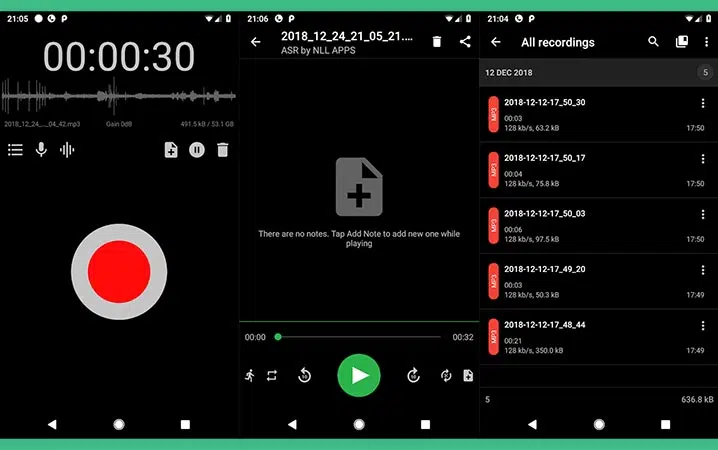 21:05
00:00:30
2018_12_24_..._04_42.mp3 Gain 0dB 491.5 kB / 53.1 GB
21:06
2018_12_24_21_05_21....
ASR by NLL APPS
There are no notes. Tap Add Note to add new one while
playing
00:00 00:32
10 10
21:04
All recordings
12 DEC 2018 5
MP3
2018-12-12-17_50_30
00:03
128 kb/s, 63.2 kB 17:50
MP3
2018-12-12-17_50_17
00:04
128 kb/s, 75.8 kB 17:50
MP3
2018-12-12-17_50_03
00:06
128 kb/s, 97.5 kB 17:50
MP3
2018-12-12-17_49_20
00:03
128 kb/s, 50.3 kB 17:49
MP3
2018-12-12-17_48_44
00:21
128 kb/s, 350.0 kB 17:49
5 636.8 kB